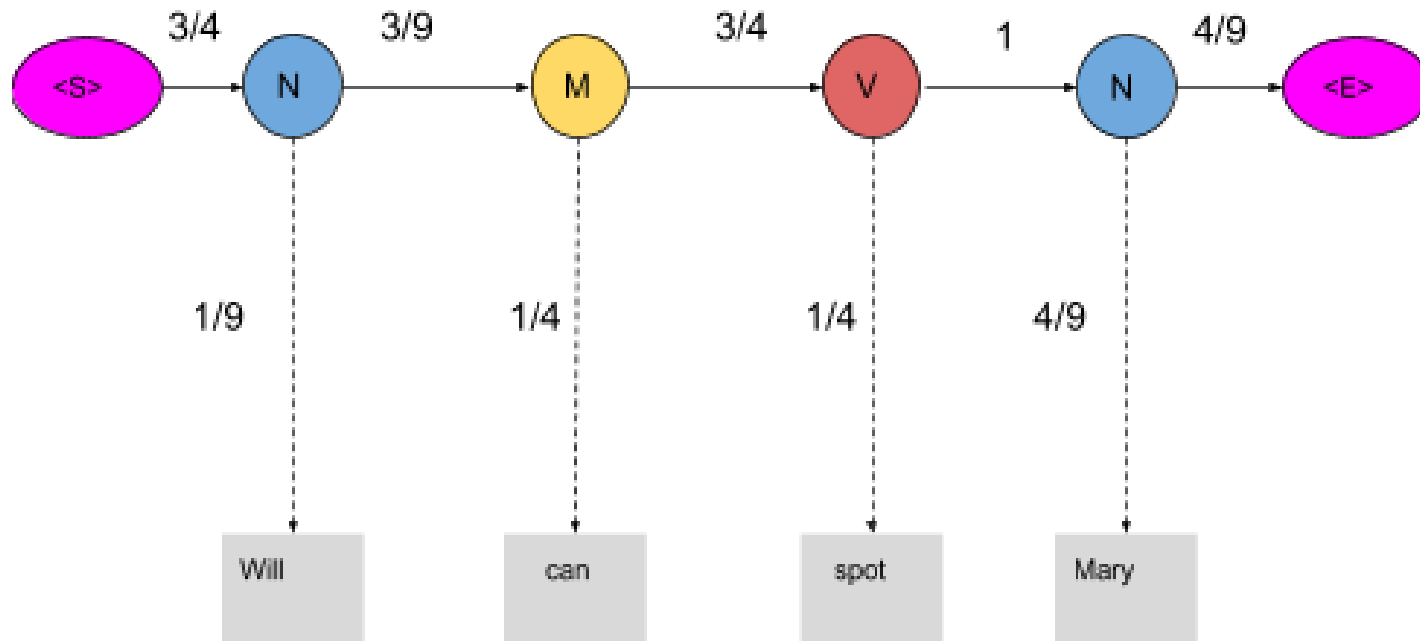 3/4 3/9 3/4 1 4/9
<S> N M V N <E>
1/9 1/4 1/4 4/9
Will can spot Mary